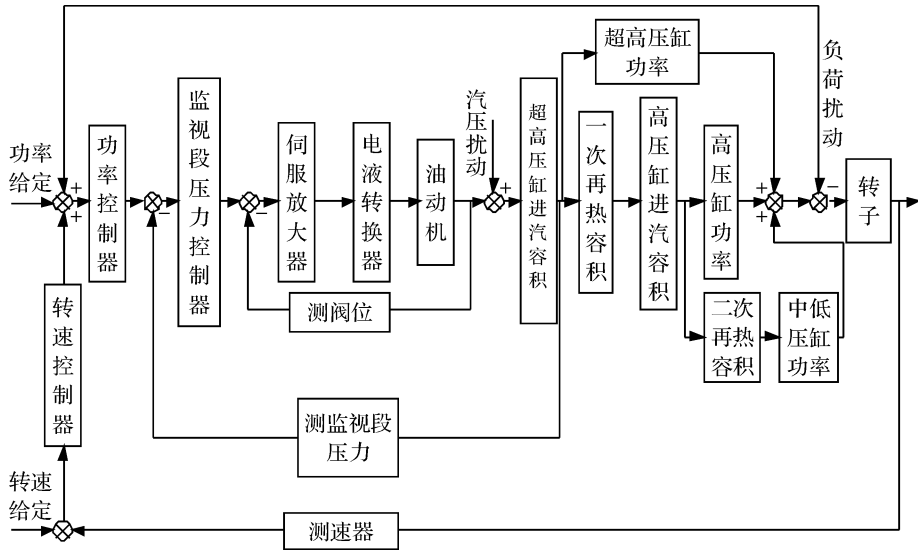 超高压缸
功率
负荷扰动
汽压扰动
功率
给定
功率控制器
监视段压力控制器
伺服放大器
电液转换器
油动机
超高压缸进汽容积
一次再热容积
高压缸进汽容积
高压缸功率
转子
+
+
+
−
−
+
+
+
−
测阀位
二次
再热
容积
中低
压缸
功率
转速控制器
测监视段
压力
转速
给定
测速器